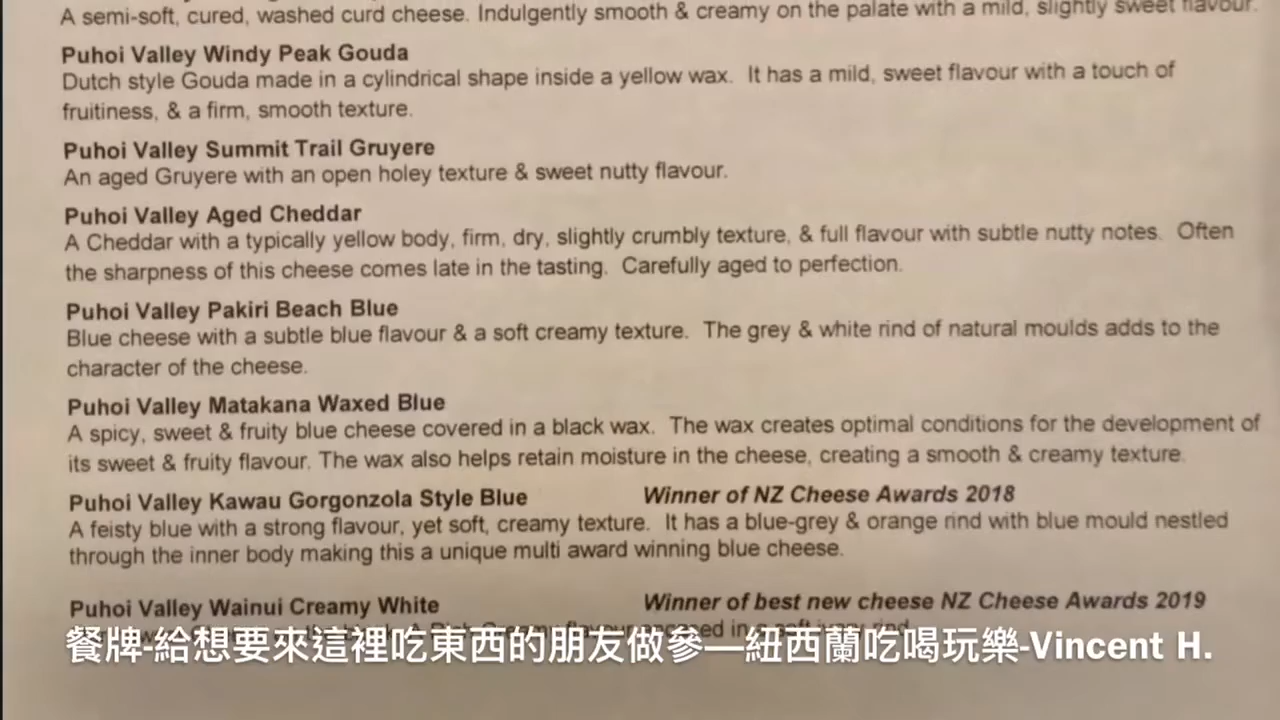 A semi-soft, cured, washed curd cheese. Indulgently smooth & creamy on the palate with a mild, slightly sweet flavour.
Puhoi Valley Windy Peak Gouda
Dutch style Gouda made in a cylindrical shape inside a yellow wax. It has a mild, sweet flavour with a touch of
fruitiness, & a firm, smooth texture.
Puhoi Valley Summit Trail Gruyere
An aged Gruyere with an open holey texture & sweet nutty flavour.
Puhoi Valley Aged Cheddar
A Cheddar with a typically yellow body, firm, dry, slightly crumbly texture, & full flavour with subtle nutty notes. Often
the sharpness of this cheese comes late in the tasting. Carefully aged to perfection.
Puhoi Valley Pakiri Beach Blue
Blue cheese with a subtle blue flavour & a soft creamy texture. The grey & white rind of natural moulds adds to the
character of the cheese.
Puhoi Valley Matakana Waxed Blue
A spicy, sweet & fruity blue cheese covered in a black wax. The wax creates optimal conditions for the development of
its sweet & fruity flavour. The wax also helps retain moisture in the cheese, creating a smooth & creamy texture.
Puhoi Valley Kawau Gorgonzola Style Blue Winner of NZ Cheese Awards 2018
A feisty blue with a strong flavour, yet soft, creamy texture. It has a blue-grey & orange rind with blue mould nestled
through the inner body making this a unique multi award winning blue cheese.
Puhoi Valley Wainui Creamy White Winner of best new cheese NZ Cheese Awards 2019
餐牌-給想要來這裡吃東西的朋友做參—紐西蘭吃喝玩樂-Vincent H.